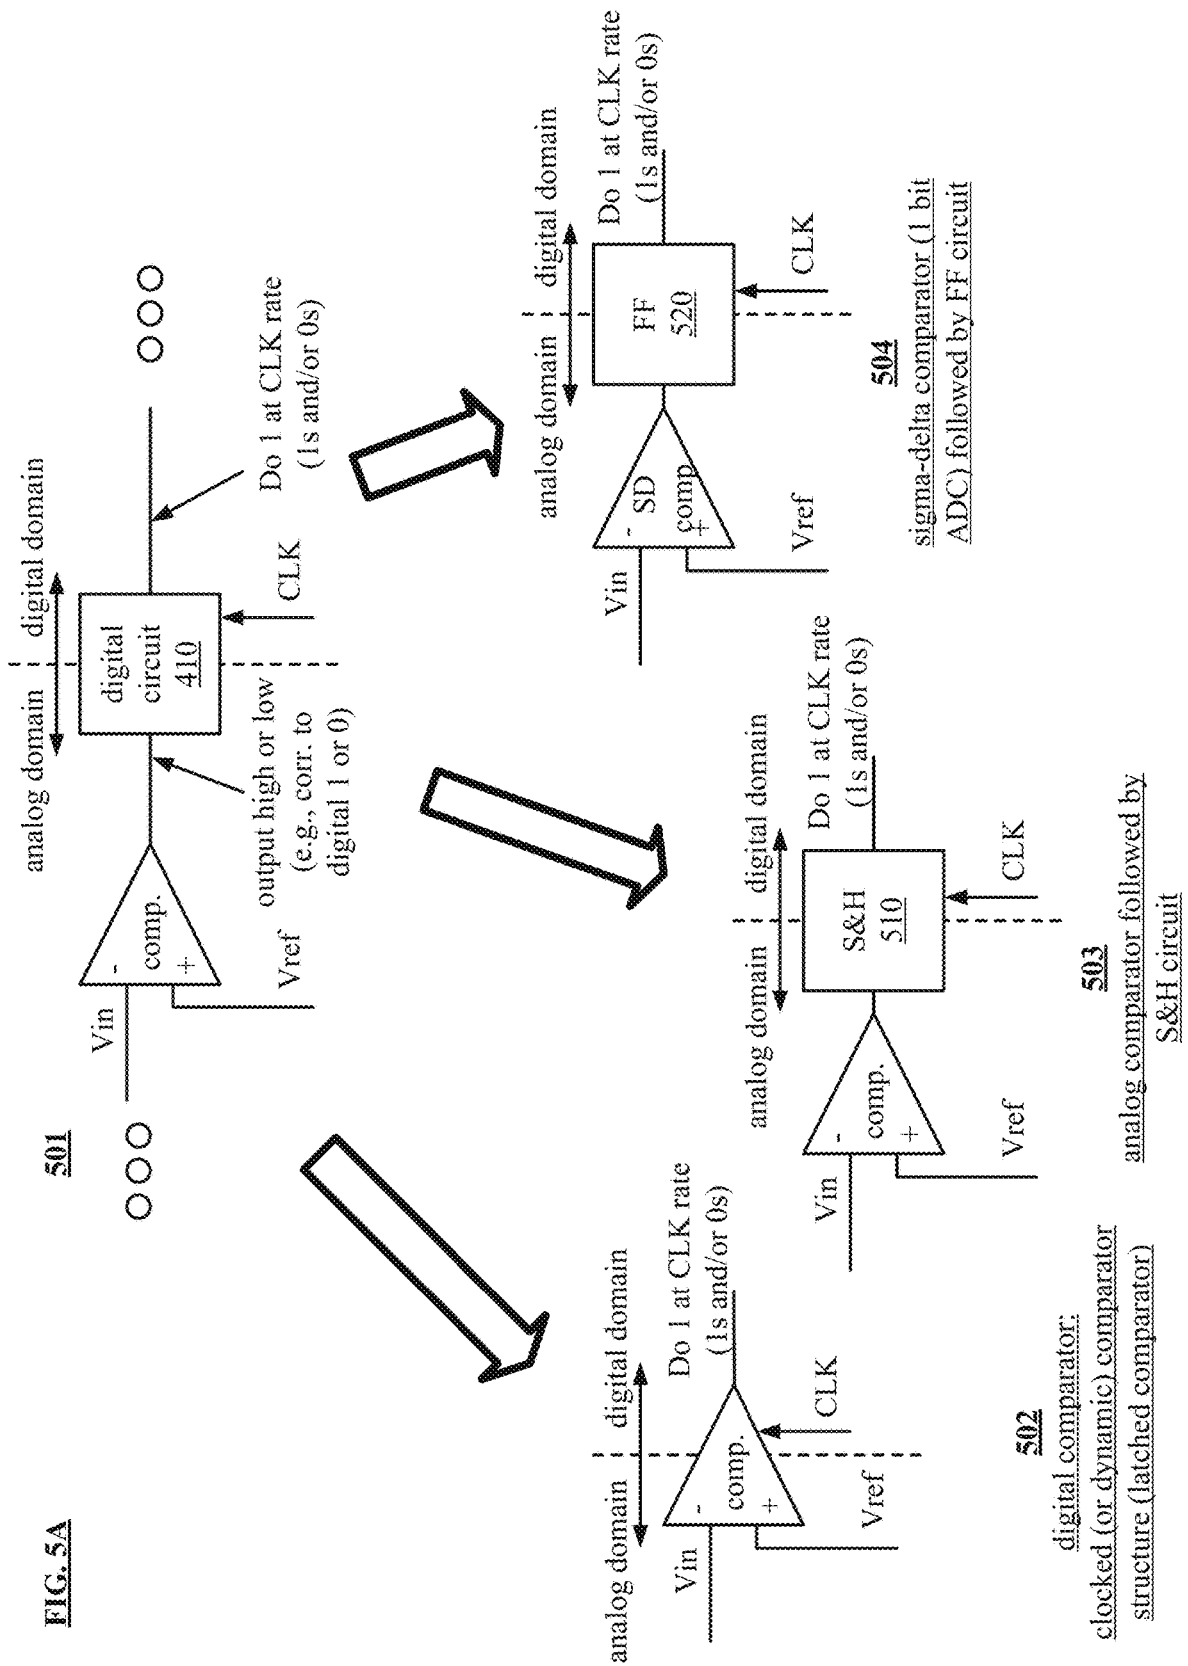 FIG. 5A
501
Vin
-
comp.
+
Vref
analog domain
digital domain
output high or low
(e.g., corr. to
digital 1 or 0)
digital
circuit
410
CLK
Do 1 at CLK rate
(1s and/or 0s)
analog domain
digital domain
Vin
-
comp.
+
Vref
CLK
Do 1 at CLK rate
(1s and/or 0s)
502
digital comparator:
clocked (or dynamic) comparator
structure (latched comparator)
analog domain
digital domain
Vin
-
comp.
+
Vref
S&H
510
CLK
Do 1 at CLK rate
(1s and/or 0s)
503
analog comparator followed by
S&H circuit
analog domain
digital domain
Vin
-
SD
comp
+
Vref
FF
520
CLK
Do 1 at CLK rate
(1s and/or 0s)
504
sigma-delta comparator (1 bit
ADC) followed by FF circuit